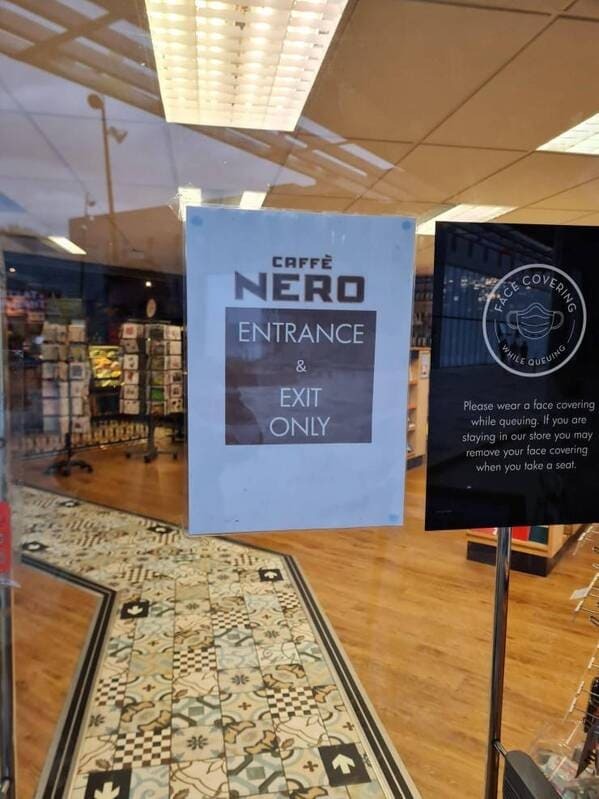 CAFFÈ
NERO
ENTRANCE
&
EXIT
ONLY
FACE COVERING
WHILE QUEUING
Please wear a face covering
while queuing. If you are
staying in our store you may
remove your face covering
when you take a seat.